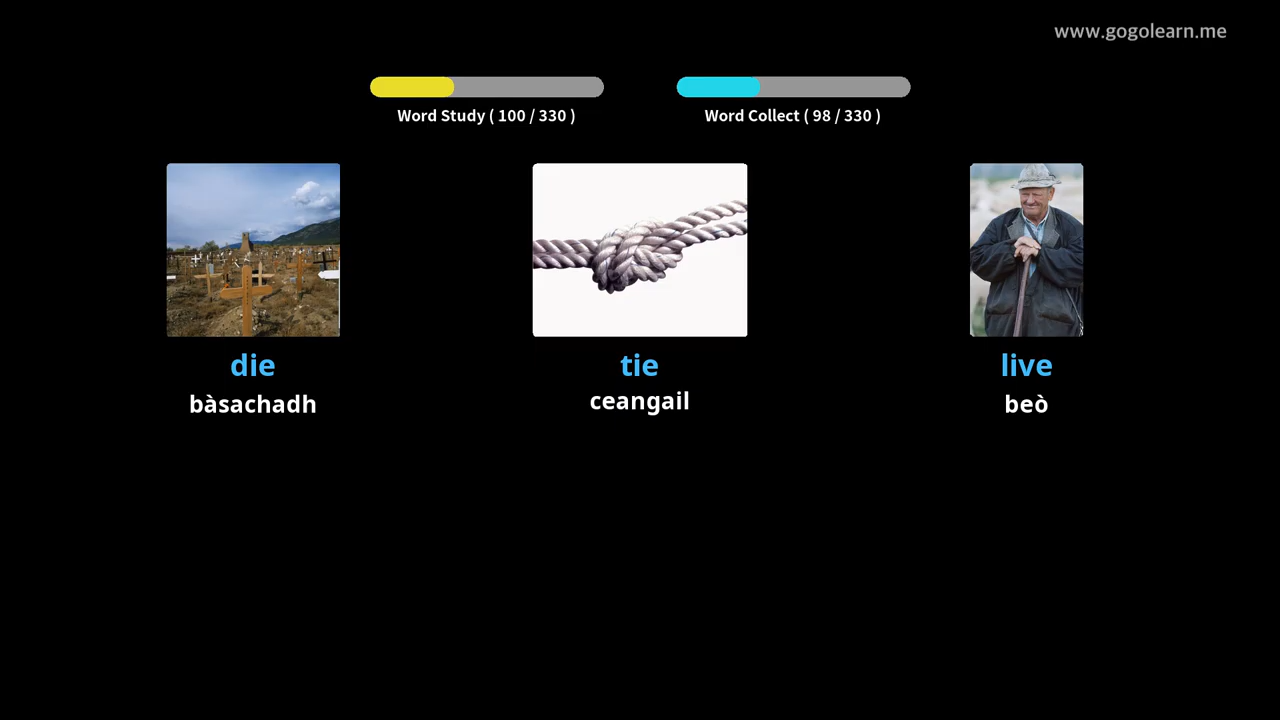 www.gogolearn.me
Word Study ( 100 / 330 )
Word Collect ( 98 / 330 )
die
bàsachadh
tie
ceangail
live
beò